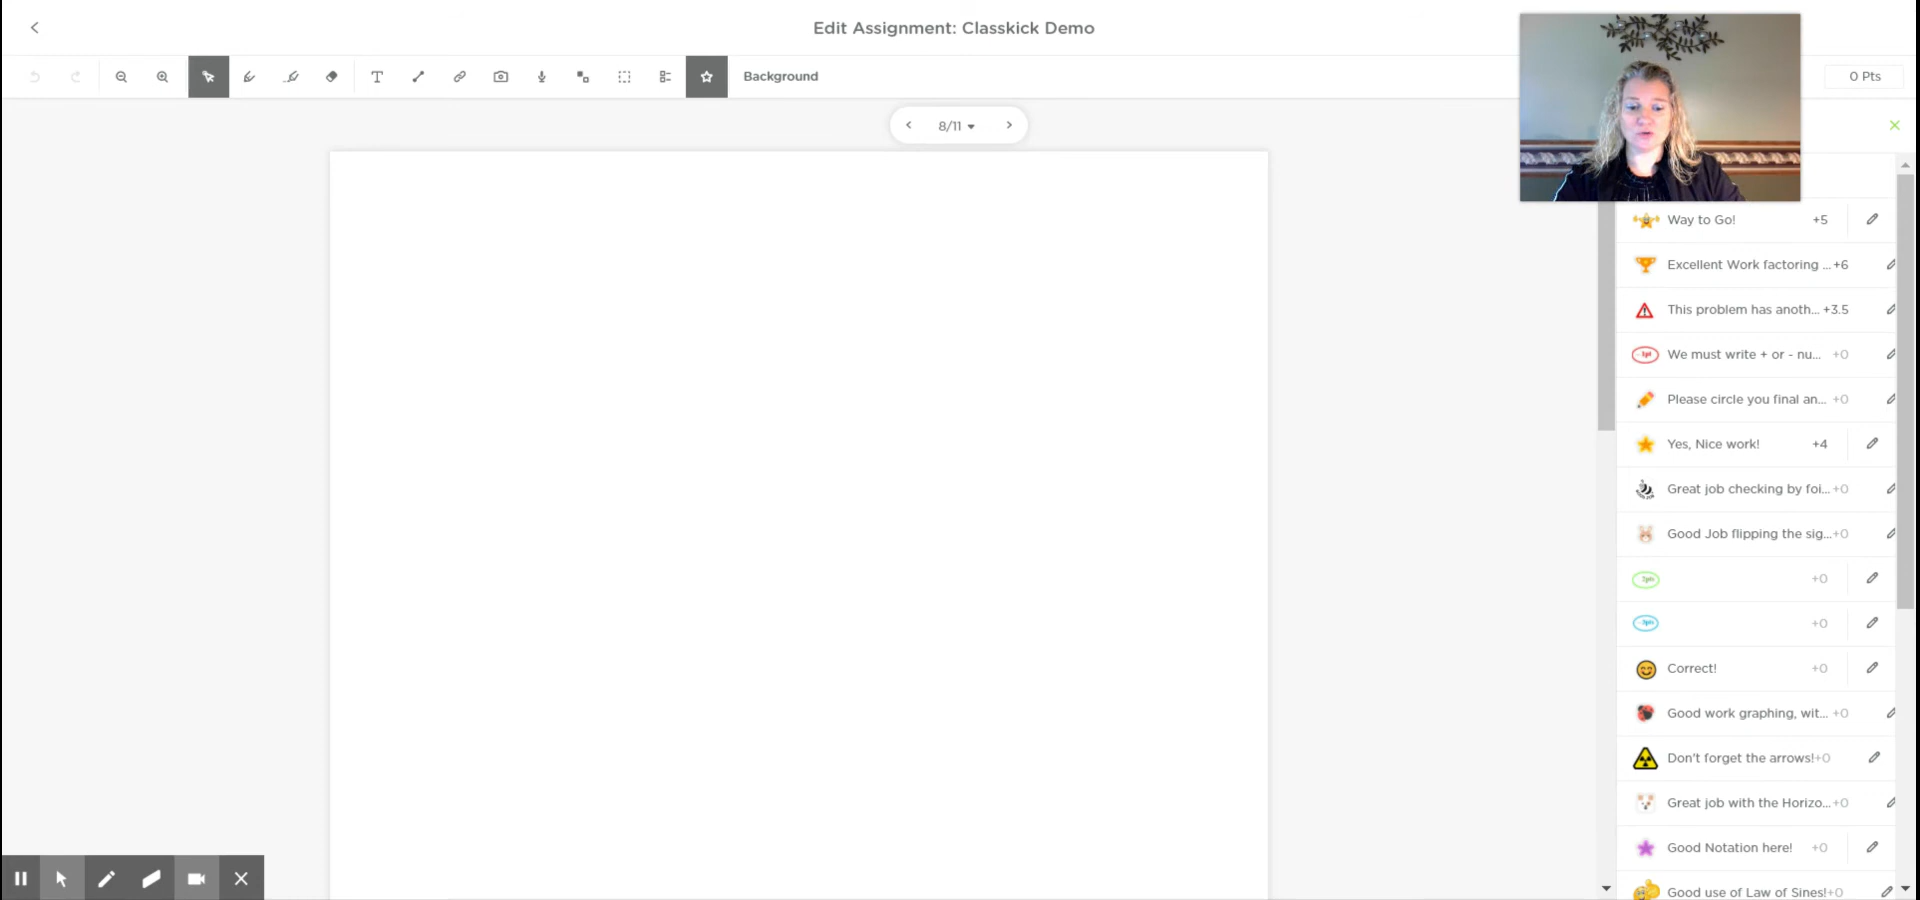 Edit Assignment: Classkick Demo
T
Background
0 Pts
8/11
Way to Go! +5
Excellent Work factoring ... +6
This problem has anoth... +3.5
We must write + or - nu... +0
Please circle you final an... +0
Yes, Nice work! +4
Great job checking by foi... +0
Good Job flipping the sig... +0
+0
+0
Correct! +0
Good work graphing, wit... +0
Don't forget the arrows! +0
Great job with the Horizo... +0
Good Notation here! +0
Good use of Law of Sines! +0